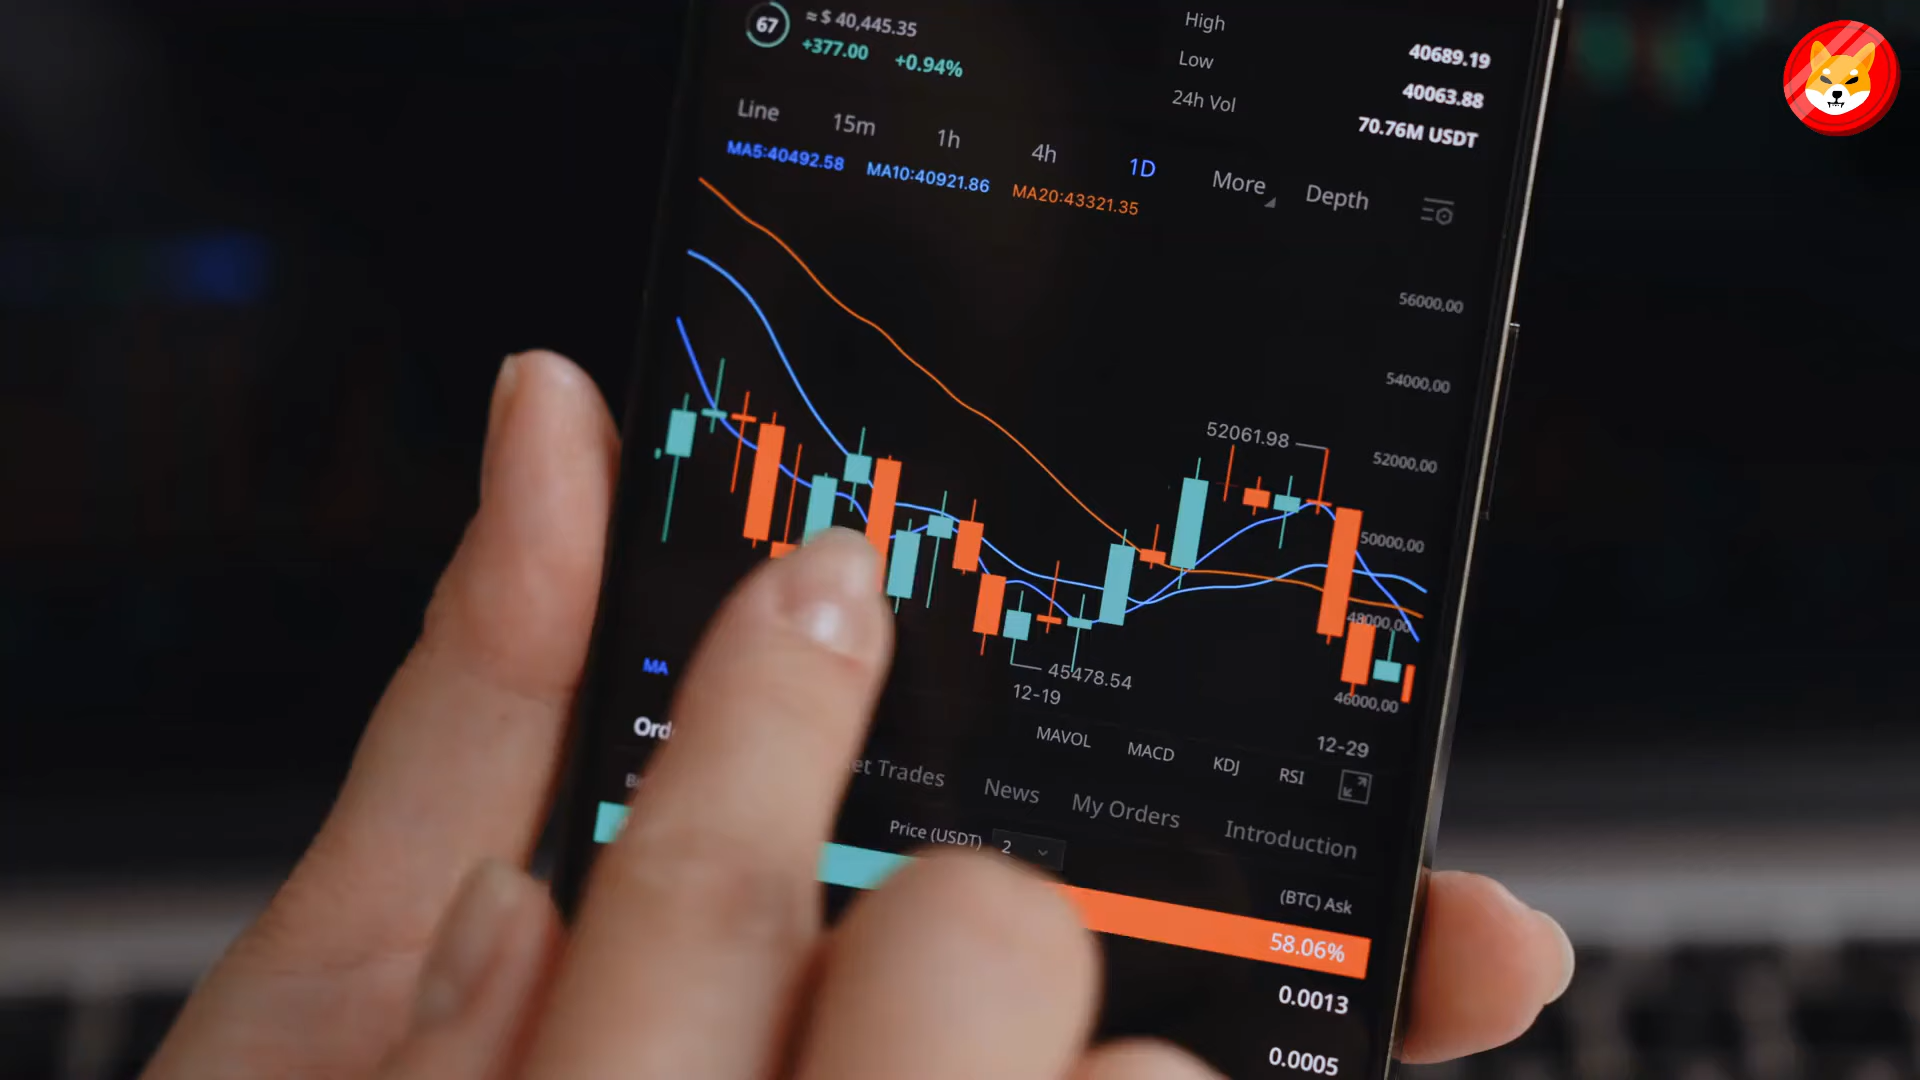 67
≈ $ 40,445.35
+377.00 +0.94%
High 40689.19
Low 40063.88
24h Vol 70.76M USDT
Line 15m 1h 4h 1D More Depth
MA5:40492.58 MA10:40921.86 MA20:43321.35
56000,00
54000,00
52061.98
52000,00
50000,00
48000,00
45478.54
46000,00
12-19
12-29
MA
MAVOL MACD KDJ RSI
Trades News My Orders Introduction
Price (USDT) 2
(BTC) Ask
58.06%
0.0013
0.0005